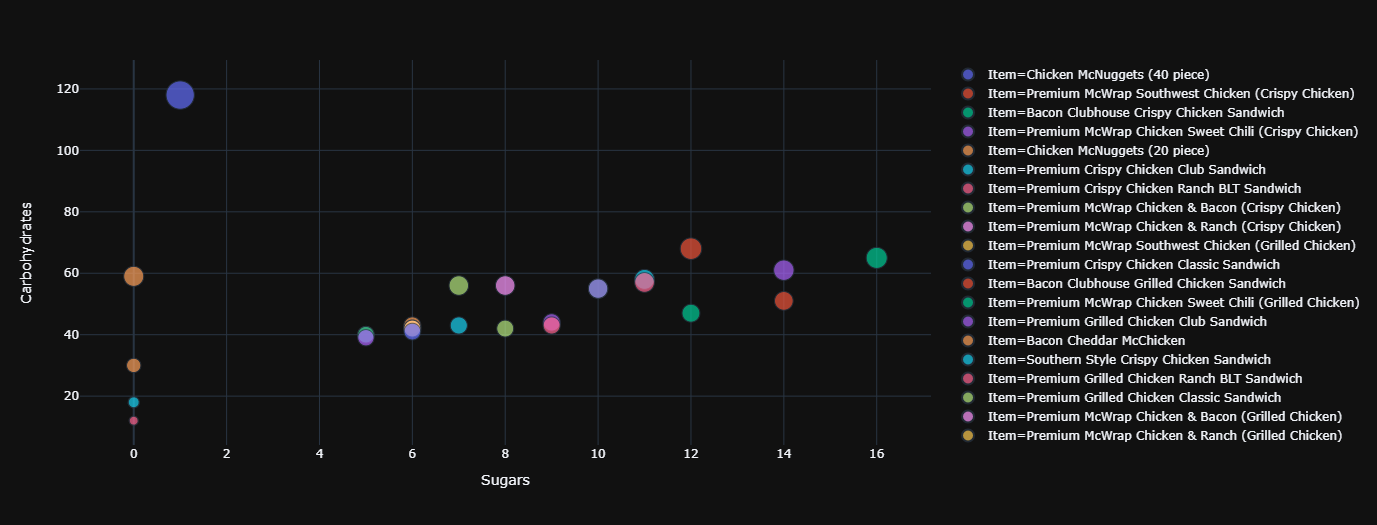 120
100
80
60
40
20
Carbohydrates
0 2 4 6 8 10 12 14 16
Sugars
Item=Chicken McNuggets (40 piece)
Item=Premium McWrap Southwest Chicken (Crispy Chicken)
Item=Bacon Clubhouse Crispy Chicken Sandwich
Item=Premium McWrap Chicken Sweet Chili (Crispy Chicken)
Item=Chicken McNuggets (20 piece)
Item=Premium Crispy Chicken Club Sandwich
Item=Premium Crispy Chicken Ranch BLT Sandwich
Item=Premium McWrap Chicken & Bacon (Crispy Chicken)
Item=Premium McWrap Chicken & Ranch (Crispy Chicken)
Item=Premium McWrap Southwest Chicken (Grilled Chicken)
Item=Premium Crispy Chicken Classic Sandwich
Item=Bacon Clubhouse Grilled Chicken Sandwich
Item=Premium McWrap Chicken Sweet Chili (Grilled Chicken)
Item=Premium Grilled Chicken Club Sandwich
Item=Bacon Cheddar McChicken
Item=Southern Style Crispy Chicken Sandwich
Item=Premium Grilled Chicken Ranch BLT Sandwich
Item=Premium Grilled Chicken Classic Sandwich
Item=Premium McWrap Chicken & Bacon (Grilled Chicken)
Item=Premium McWrap Chicken & Ranch (Grilled Chicken)